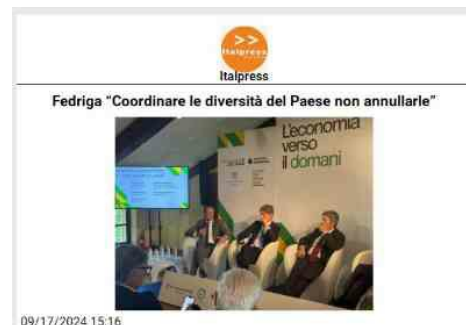 >>
Italpress
Italpress
Fedriga “Coordinare le diversità del Paese non annullarle”
L'economia
verso
il domani
09/17/2024 15:16